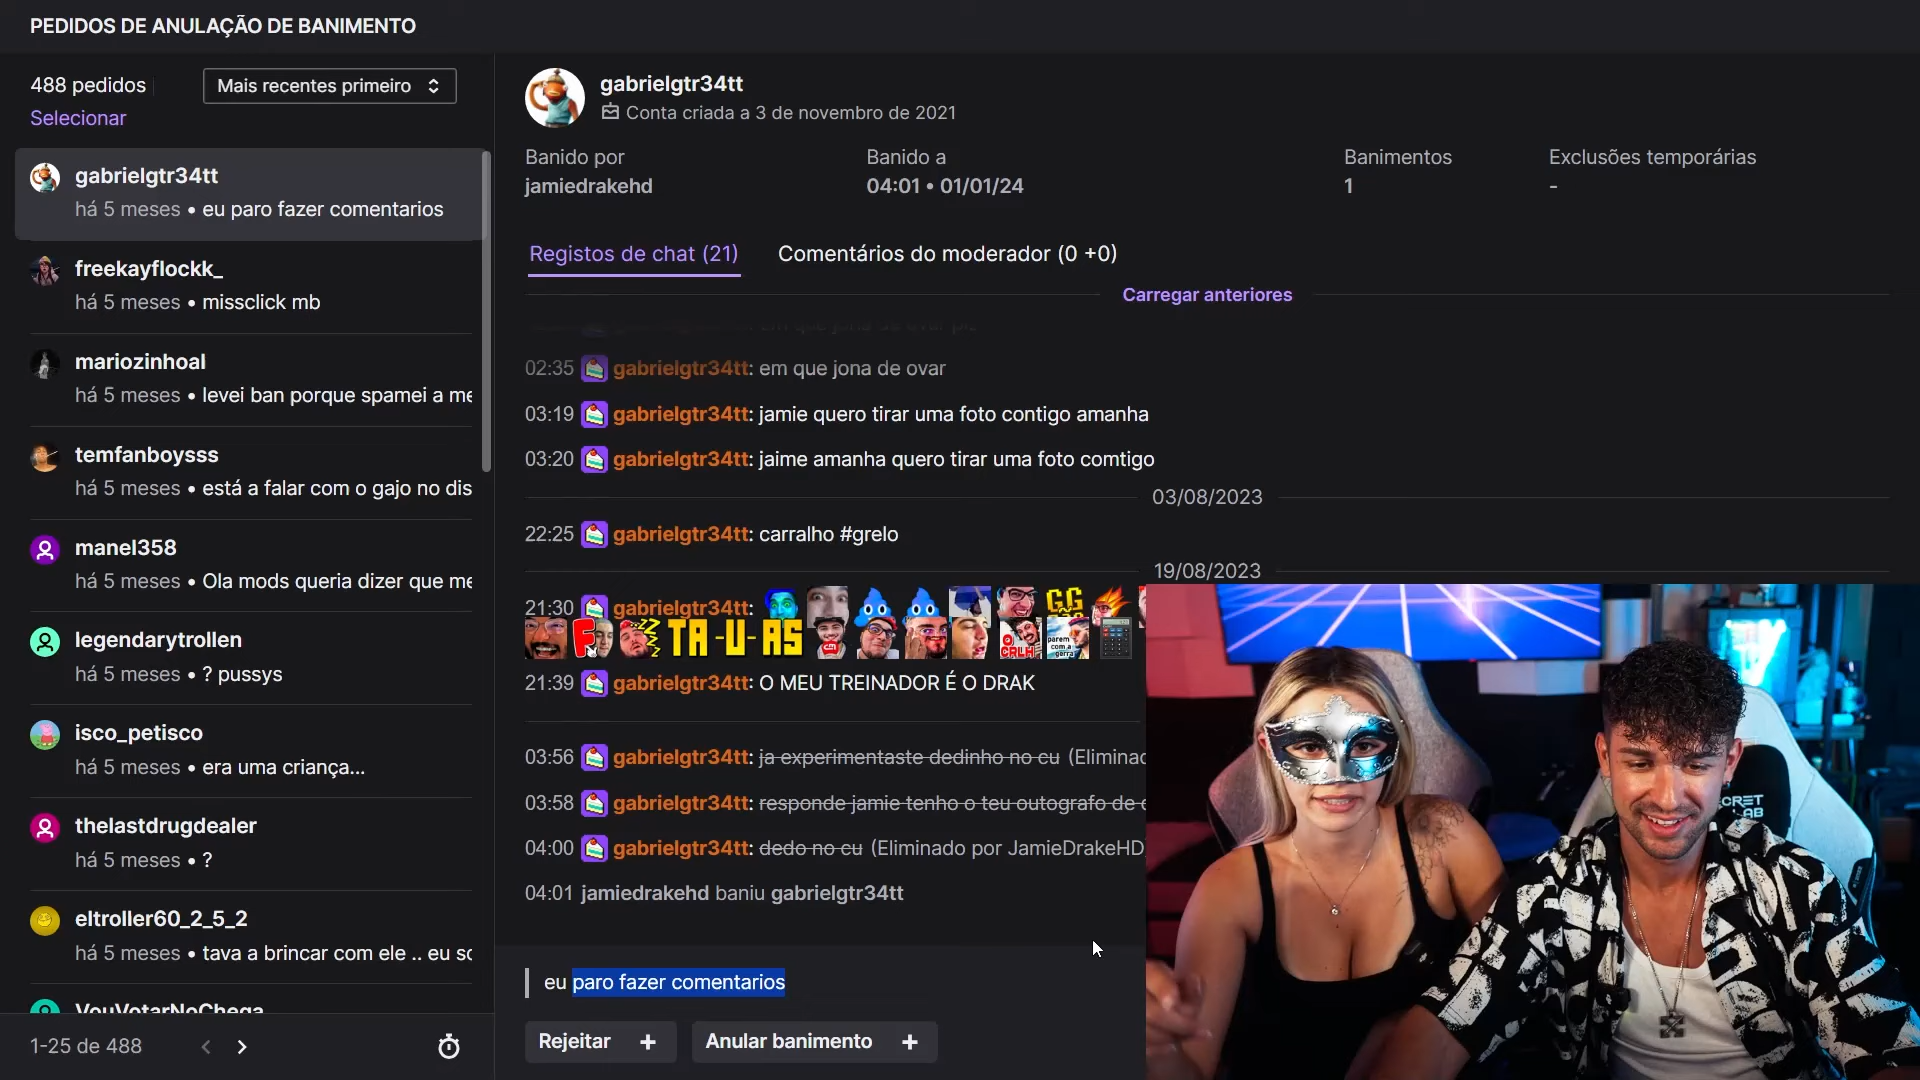 PEDIDOS DE ANULAÇÃO DE BANIMENTO
488 pedidos
Mais recentes primeiro
Selecionar
gabrielgtr34tt
há 5 meses • eu paro fazer comentarios
freekayflockk_
há 5 meses • missclick mb
mariozinhoal
há 5 meses • levei ban porque spamei a me
temfanboysss
há 5 meses • está a falar com o gajo no dis
manel358
há 5 meses • Ola mods queria dizer que me
legendarytrollen
há 5 meses • ? pussys
isco_petisco
há 5 meses • era uma criança...
thelastdrugdealer
há 5 meses • ?
eltroller60_2_5_2
há 5 meses • tava a brincar com ele .. eu sc
VouVotarNoChega
1-25 de 488
gabrielgtr34tt
Conta criada a 3 de novembro de 2021
Banido por
jamiedrakehd
Banido a
04:01 • 01/01/24
Banimentos
1
Exclusões temporárias
-
Registos de chat (21)
Comentários do moderador (0 +0)
Carregar anteriores
02:35 gabrielgtr34tt: em que jona de ovar
03:19 gabrielgtr34tt: jamie quero tirar uma foto contigo amanha
03:20 gabrielgtr34tt: jaime amanha quero tirar uma foto comtigo
03/08/2023
22:25 gabrielgtr34tt: carralho #grelo
19/08/2023
21:30 gabrielgtr34tt: GG
F TA-U-AS CALH parem com a garra
21:39 gabrielgtr34tt: O MEU TREINADOR É O DRAK
03:56 gabrielgtr34tt: ja experimentaste dedinho no cu (Eliminac
03:58 gabrielgtr34tt: responde jamie tenho o teu outografo de
04:00 gabrielgtr34tt: dedo no cu (Eliminado por JamieDrakeHD
04:01 jamiedrakehd baniu gabrielgtr34tt
eu paro fazer comentarios
Rejeitar +
Anular banimento +
CRET
LAB